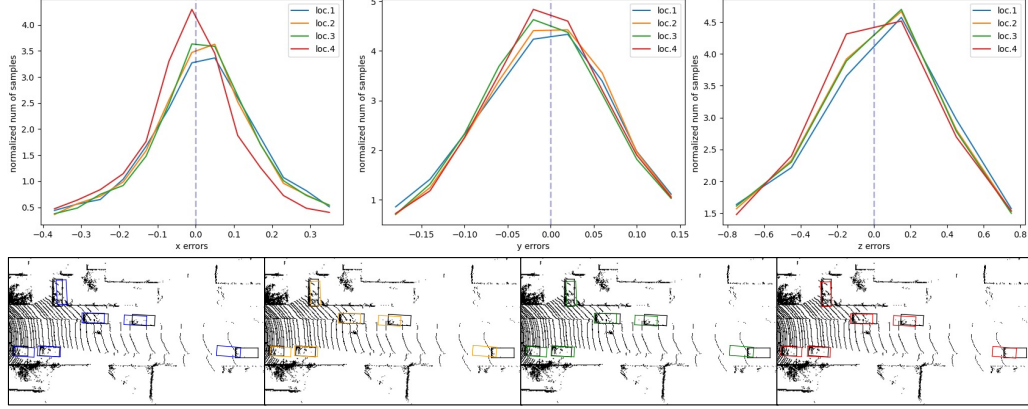 normalized num of samples
4.0
3.5
3.0
2.5
2.0
1.5
1.0
0.5
−0.4 −0.3 −0.2 −0.1 0.0 0.1 0.2 0.3
x errors
loc.1
loc.2
loc.3
loc.4
normalized num of samples
5
4
3
2
1
−0.15 −0.10 −0.05 0.00 0.05 0.10 0.15
y errors
loc.1
loc.2
loc.3
loc.4
normalized num of samples
4.5
4.0
3.5
3.0
2.5
2.0
1.5
−0.8 −0.6 −0.4 −0.2 0.0 0.2 0.4 0.6 0.8
z errors
loc.1
loc.2
loc.3
loc.4